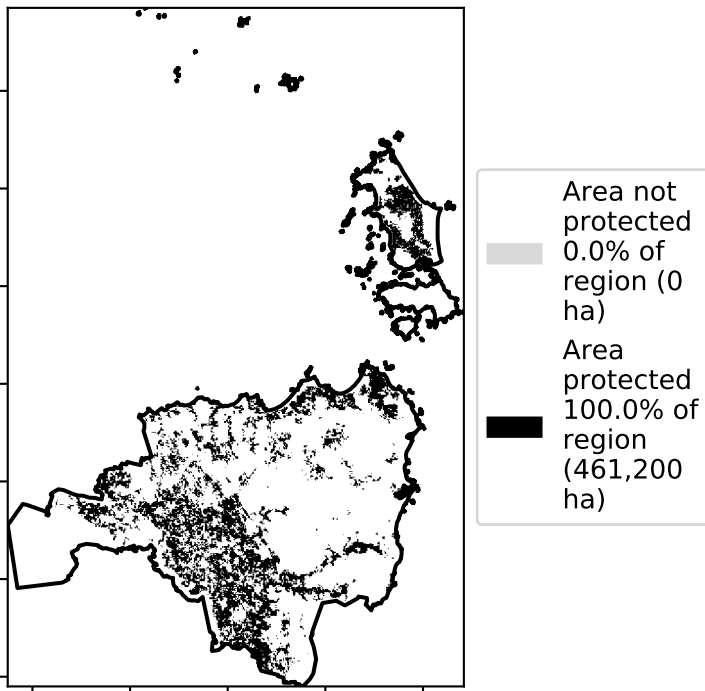 Area not
protected
0.0% of
region (0
ha)
Area
protected
100.0% of
region
(461,200
ha)